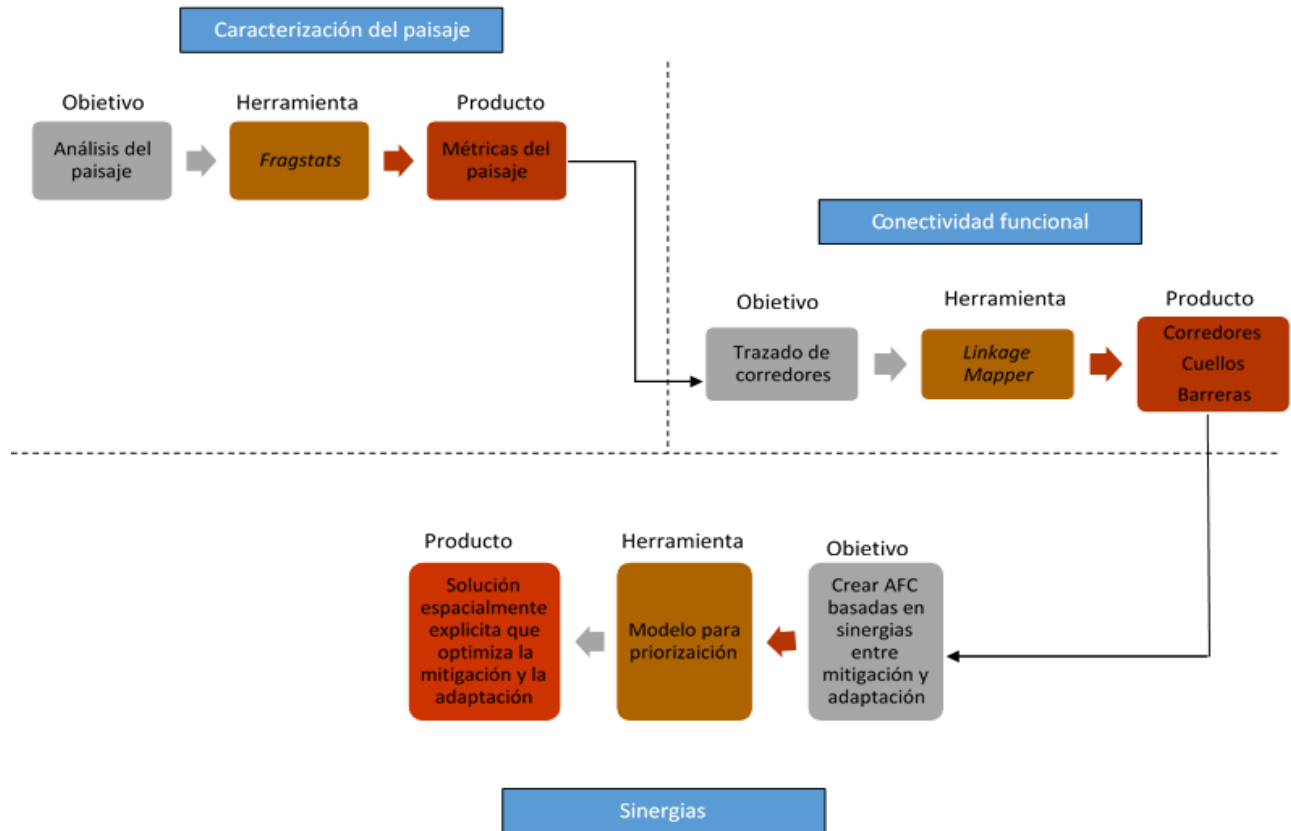 Caracterización del paisaje
Obietivo
Herramienta
Producto
Análisis del
paisaje
Fragstats
Métricas del
paisaje
Conectividad funcional
Obietivo
Herramienta
Producto
Trazado de
corredores
Linkage
Mapper
Corredores
Cuellos
Barreras
Producto
Herramienta
Obietivo
Solución
espacialmente
explicita que
optimiza la
mitigación y la
adaptación
Modelo para
priorizaición
Crear AFC
basadas en
sinergias
entre
mitigación y
adaptación
Sinergias